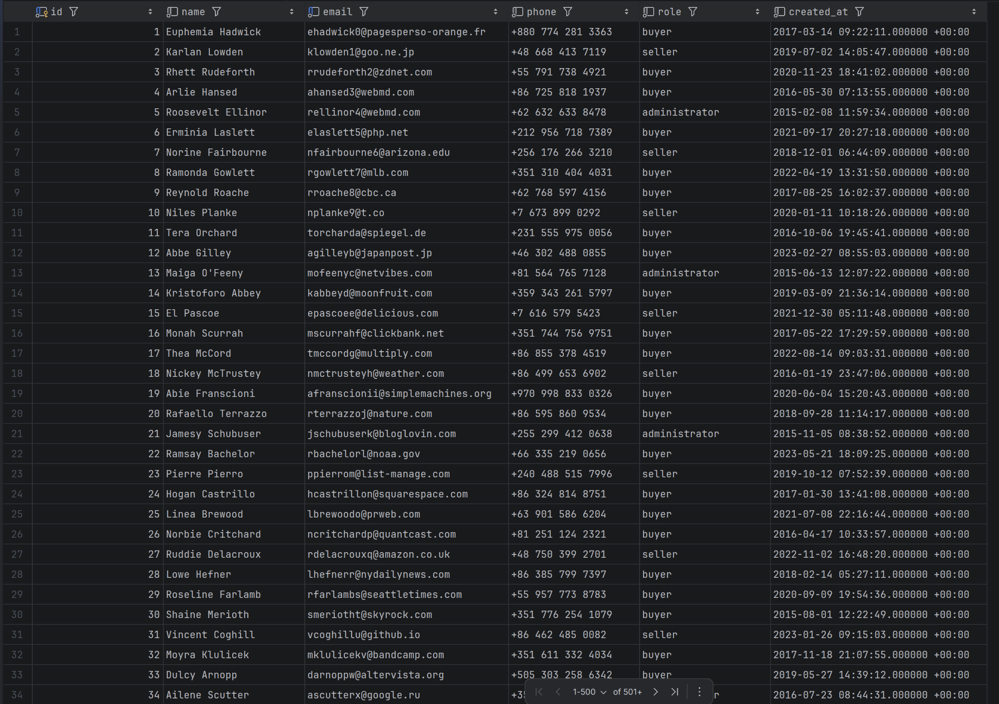 id name email phone role created_at
1 1 Euphemia Hadwick ehadwick0@pagesperso-orange.fr +880 774 281 3363 buyer 2017-03-14 09:22:11.000000 +00:00
2 2 Karlan Lowden klowden1@goo.ne.jp +48 668 413 7119 seller 2019-07-02 14:05:47.000000 +00:00
3 3 Rhett Rudeforth rrudeforth2@zdnet.com +55 791 738 4921 buyer 2020-11-23 18:41:02.000000 +00:00
4 4 Arlie Hansed ahansed3@webmd.com +86 725 818 1937 buyer 2016-05-30 07:13:55.000000 +00:00
5 5 Roosevelt Ellinor rellinor4@webmd.com +62 632 633 8478 administrator 2015-02-08 11:59:34.000000 +00:00
6 6 Erminia Laslett elaslett5@php.net +212 956 718 7389 buyer 2021-09-17 20:27:18.000000 +00:00
7 7 Norine Fairbourne nfairbourne6@arizona.edu +256 176 266 3210 seller 2018-12-01 06:44:09.000000 +00:00
8 8 Ramonda Gowlett rgowlett7@mlb.com +351 310 404 4031 buyer 2022-04-19 13:31:50.000000 +00:00
9 9 Reynold Roache rroache8@cbc.ca +62 768 597 4156 buyer 2017-08-25 16:02:37.000000 +00:00
10 10 Niles Planke nplanke9@t.co +7 673 899 0292 seller 2020-01-11 10:18:26.000000 +00:00
11 11 Tera Orchard torcharda@spiegel.de +231 555 975 0056 buyer 2016-10-06 19:45:41.000000 +00:00
12 12 Abbe Gilley agilleyb@japanpost.jp +46 302 488 0855 buyer 2023-02-27 08:55:03.000000 +00:00
13 13 Maiga O'Feeny mofeenyc@netvibes.com +81 564 765 7128 administrator 2015-06-13 12:07:22.000000 +00:00
14 14 Kristoforo Abbey kabbeyd@moonfruit.com +359 343 261 5797 buyer 2019-03-09 21:36:14.000000 +00:00
15 15 El Pascoe epascoee@delicious.com +7 616 579 5423 seller 2021-12-30 05:11:48.000000 +00:00
16 16 Monah Scurrah mscurrahf@clickbank.net +351 744 756 9751 buyer 2017-05-22 17:29:59.000000 +00:00
17 17 Thea McCord tmccordg@multiply.com +86 855 378 4519 buyer 2022-08-14 09:03:31.000000 +00:00
18 18 Nickey McTrustey nmctrusteyh@weather.com +86 499 653 6902 seller 2016-01-19 23:47:06.000000 +00:00
19 19 Abie Franscioni afranscionii@simplemachines.org +970 998 833 0326 buyer 2020-06-04 15:20:43.000000 +00:00
20 20 Rafaello Terrazzo rterrazzoj@nature.com +86 595 860 9534 buyer 2018-09-28 11:14:17.000000 +00:00
21 21 Jamesy Schubuser jschubuserk@bloglovin.com +255 299 412 0638 administrator 2015-11-05 08:38:52.000000 +00:00
22 22 Ramsay Bachelor rbachelorl@noaa.gov +66 335 219 0656 buyer 2023-05-21 18:09:25.000000 +00:00
23 23 Pierre Pierro ppierrom@list-manage.com +240 488 515 7996 seller 2019-10-12 07:52:39.000000 +00:00
24 24 Hogan Castrillo hcastrillon@squarespace.com +86 324 814 8751 buyer 2017-01-30 13:41:08.000000 +00:00
25 25 Linea Brewood lbrewoodo@prweb.com +63 901 586 6204 buyer 2021-07-08 22:16:44.000000 +00:00
26 26 Norbie Critchard ncritchardp@quantcast.com +81 251 124 2321 buyer 2016-04-17 10:33:57.000000 +00:00
27 27 Ruddie Delacroux rdelacrouxq@amazon.co.uk +48 750 399 2701 seller 2022-11-02 16:48:20.000000 +00:00
28 28 Lowe Hefner lhefnerr@nydailynews.com +86 385 799 7397 buyer 2018-02-14 05:27:11.000000 +00:00
29 29 Roseline Farlamb rfarlambs@seattletimes.com +55 957 773 8783 buyer 2020-09-09 19:54:36.000000 +00:00
30 30 Shaine Merioth smeriotht@skyrock.com +351 776 254 1079 buyer 2015-08-01 12:22:49.000000 +00:00
31 31 Vincent Coghill vcoghillu@github.io +86 462 485 0082 seller 2023-01-26 09:15:03.000000 +00:00
32 32 Moyra Klulicek mklulicekv@bandcamp.com +351 611 332 4034 buyer 2017-11-18 21:07:55.000000 +00:00
33 33 Dulcy Arnopp darnoppw@altervista.org +505 303 258 6342 buyer 2019-05-27 14:39:12.000000 +00:00
34 34 Ailene Scutter ascutterx@google.ru 2016-07-23 08:44:31.000000 +00:00
1-500 of 501+